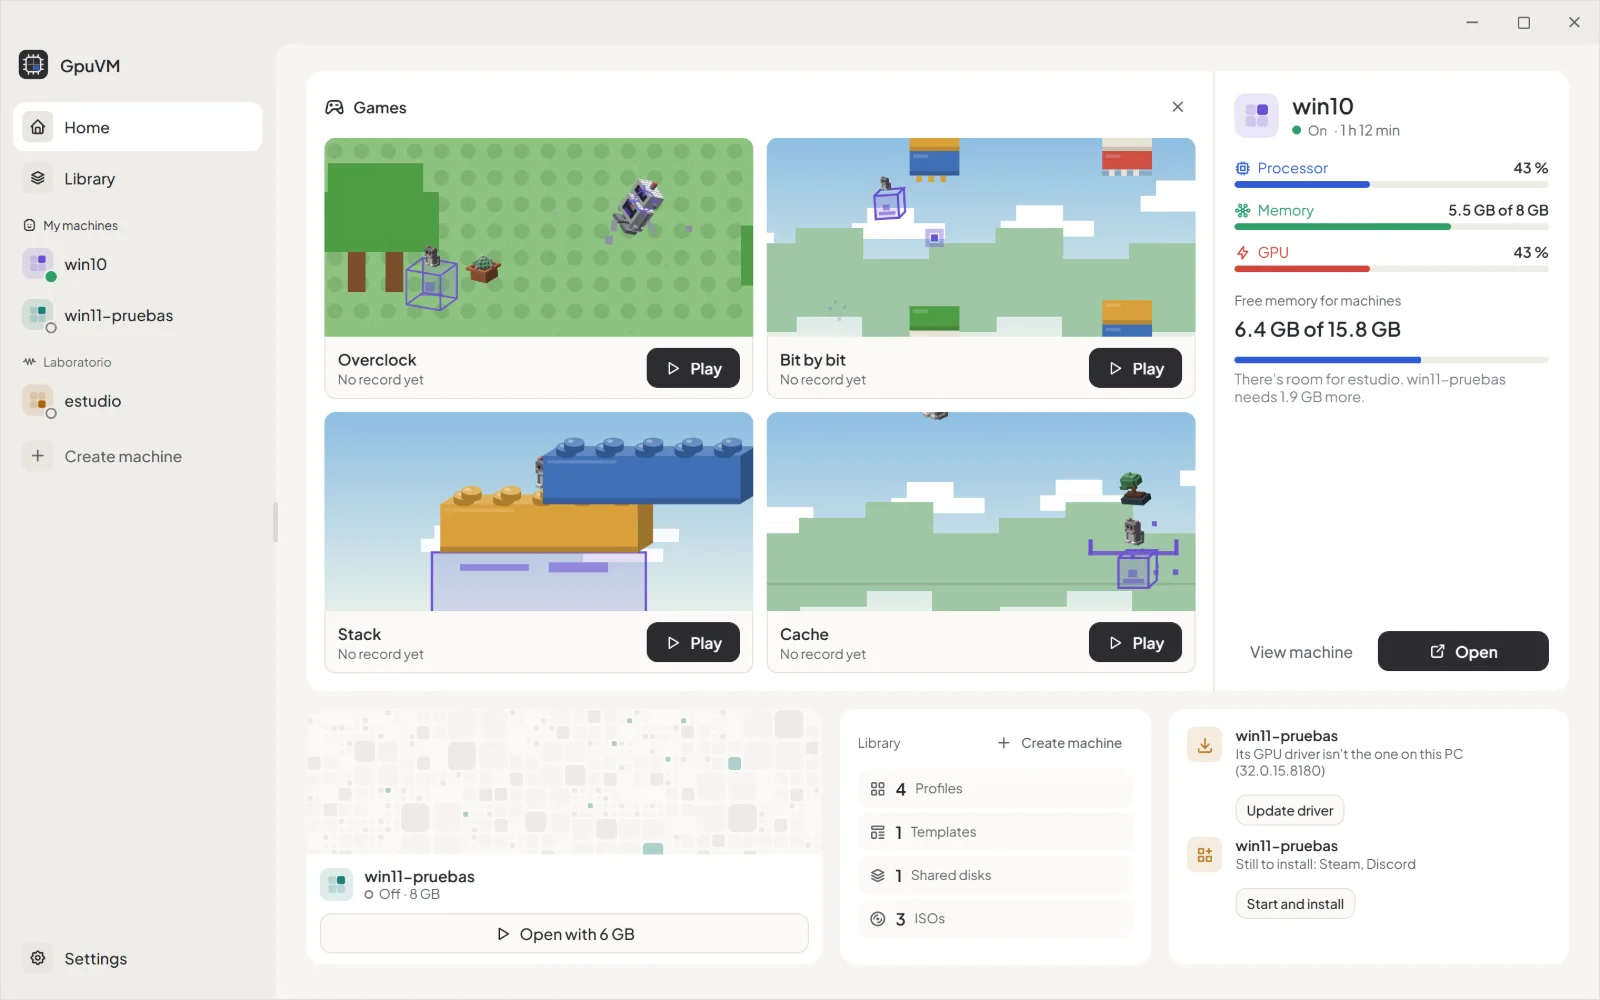 GpuVM
Home
Library
My machines
win10
win11-pruebas
Laboratorio
estudio
Create machine
Settings
Games
Overclock
No record yet
Play
Bit by bit
No record yet
Play
Stack
No record yet
Play
Cache
No record yet
Play
win10
On · 1 h 12 min
Processor 43 %
Memory 5.5 GB of 8 GB
GPU 43 %
Free memory for machines
6.4 GB of 15.8 GB
There's room for estudio. win11-pruebas
needs 1.9 GB more.
View machine
Open
win11-pruebas
Off · 8 GB
Open with 6 GB
Library
Create machine
4 Profiles
1 Templates
1 Shared disks
3 ISOs
win11-pruebas
Its GPU driver isn't the one on this PC
(32.0.15.8180)
Update driver
win11-pruebas
Still to install: Steam, Discord
Start and install